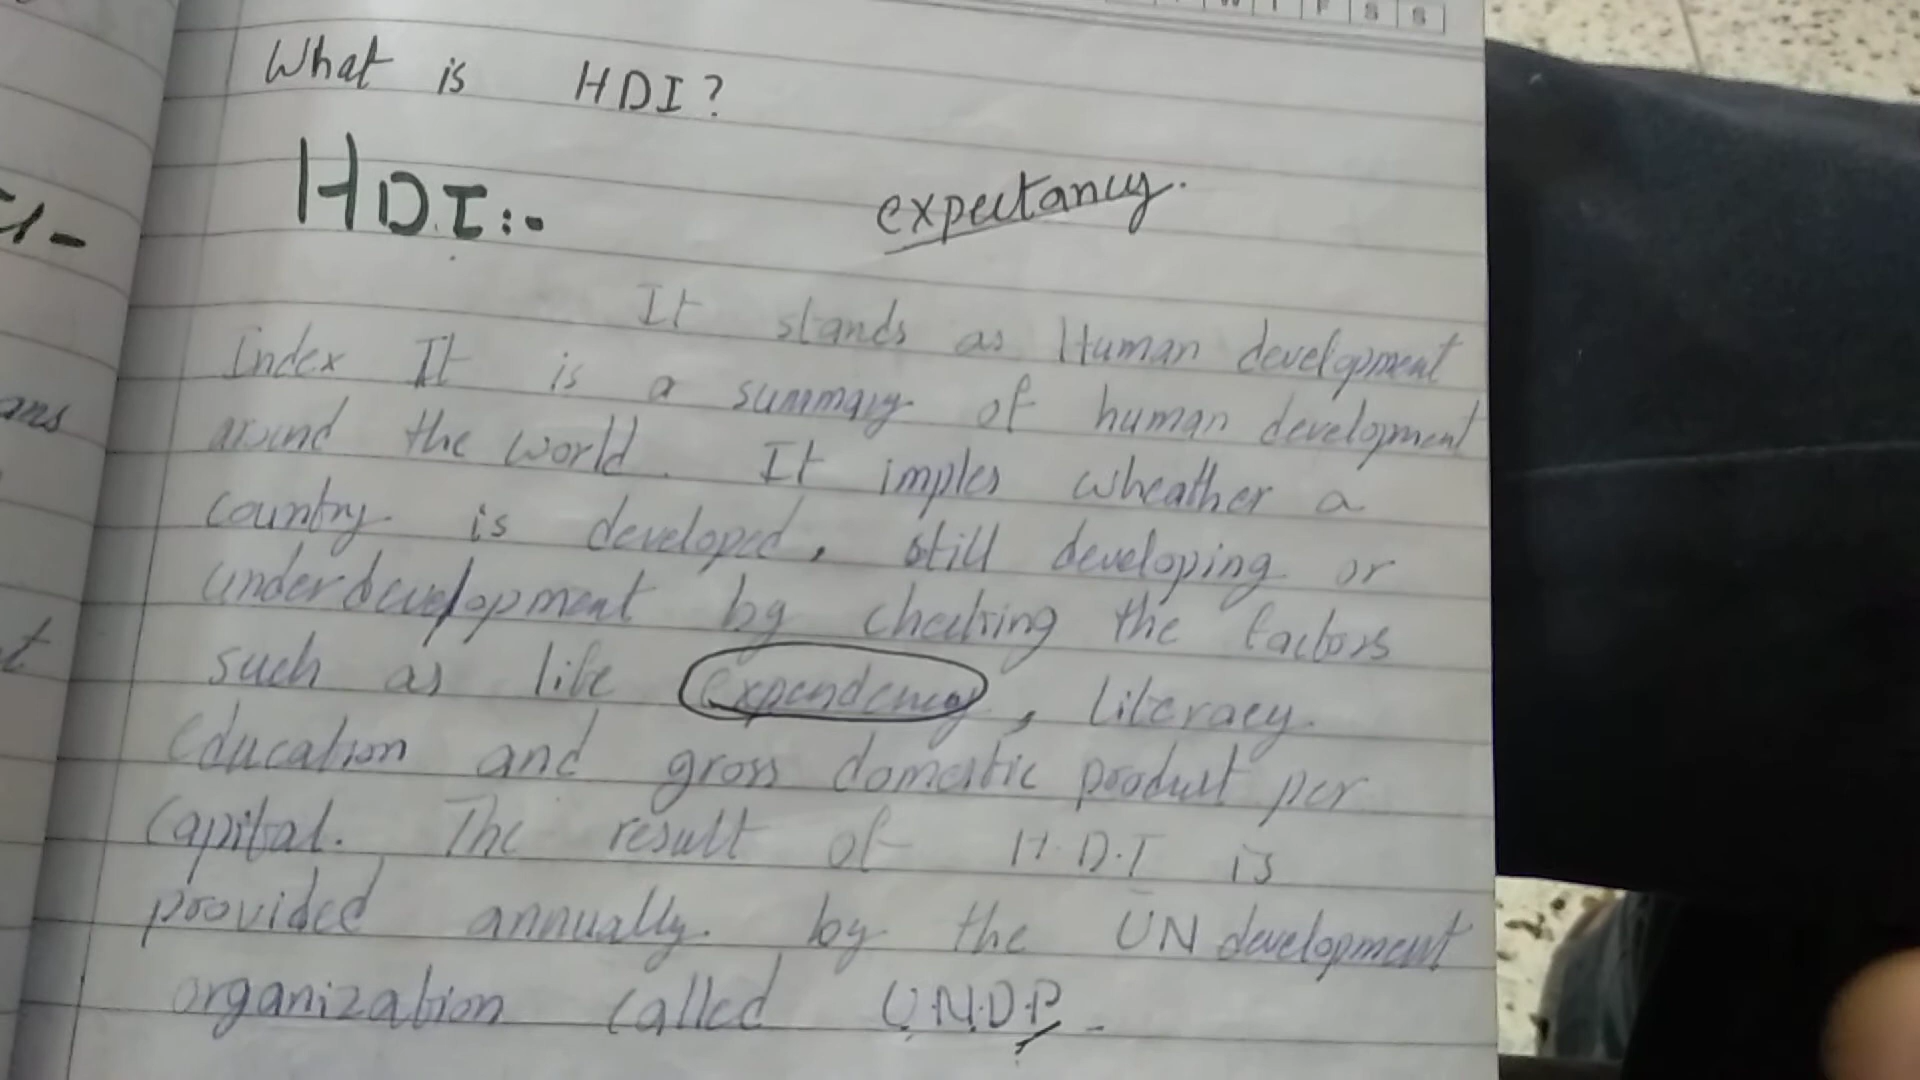 W T F S S
What is HDI?
HDI:-
expectancy.
It stands as Human development
Index It is a summary of human development
around the world. It imples wheather a
country is developed, still developing or
underdevelopment by checking the factors
such as life expendency, Literacy.
education and gross domestic product per
capital. The result of H.D.I is
provided annually. by the UN development
organization called U.N.D.P.
ans
t